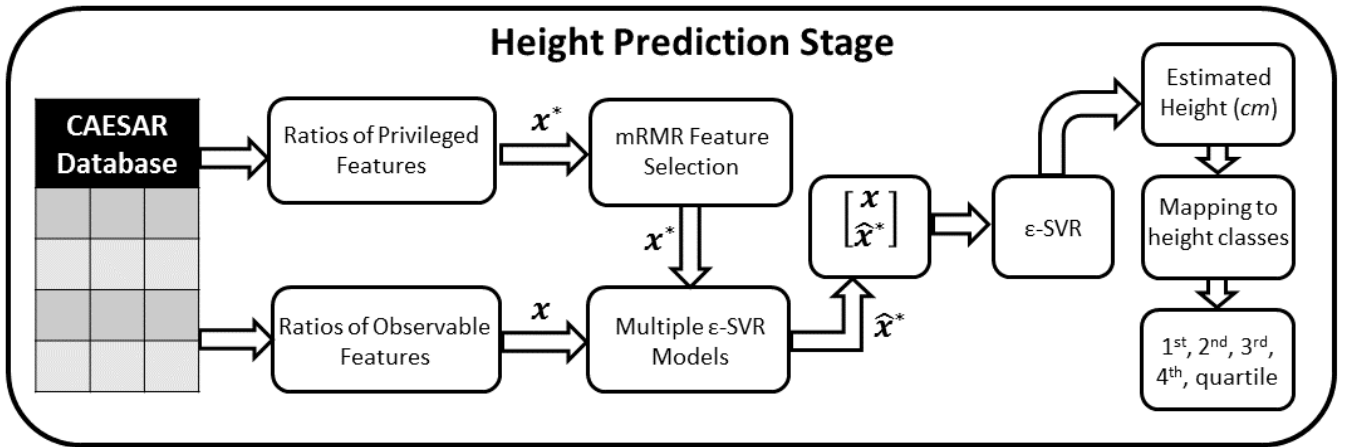 Height Prediction Stage
CAESAR
Database
Ratios of Privileged
Features
x*
mRMR Feature
Selection
x*
Ratios of Observable
Features
x
Multiple ε-SVR
Models
x̂*
x
x̂*
ε-SVR
Estimated
Height (cm)
Mapping to
height classes
1st, 2nd, 3rd,
4th, quartile